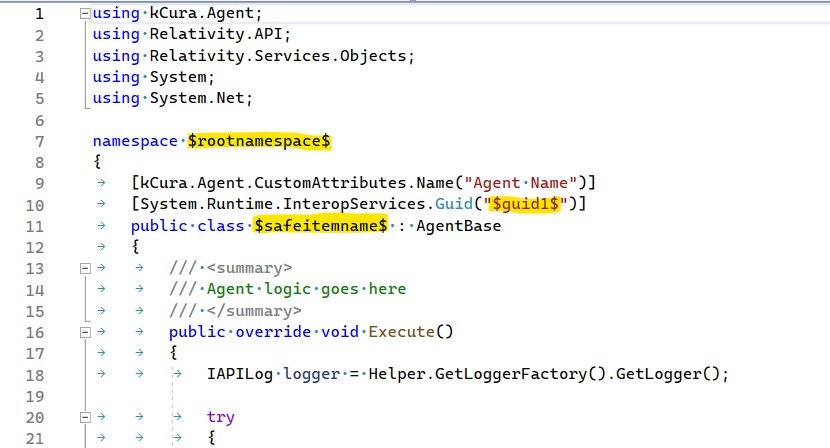 1 using kCura.Agent;
2 using Relativity.API;
3 using Relativity.Services.Objects;
4 using System;
5 using System.Net;
6
7 namespace $rootnamespace$
8 {
9 [kCura.Agent.CustomAttributes.Name("Agent Name")]
10 [System.Runtime.InteropServices.Guid("$guid1$")]
11 public class $safeitemname$ : AgentBase
12 {
13 /// <summary>
14 /// Agent logic goes here
15 /// </summary>
16 public override void Execute()
17 {
18 IAPILog logger = Helper.GetLoggerFactory().GetLogger();
19
20 try
21 {